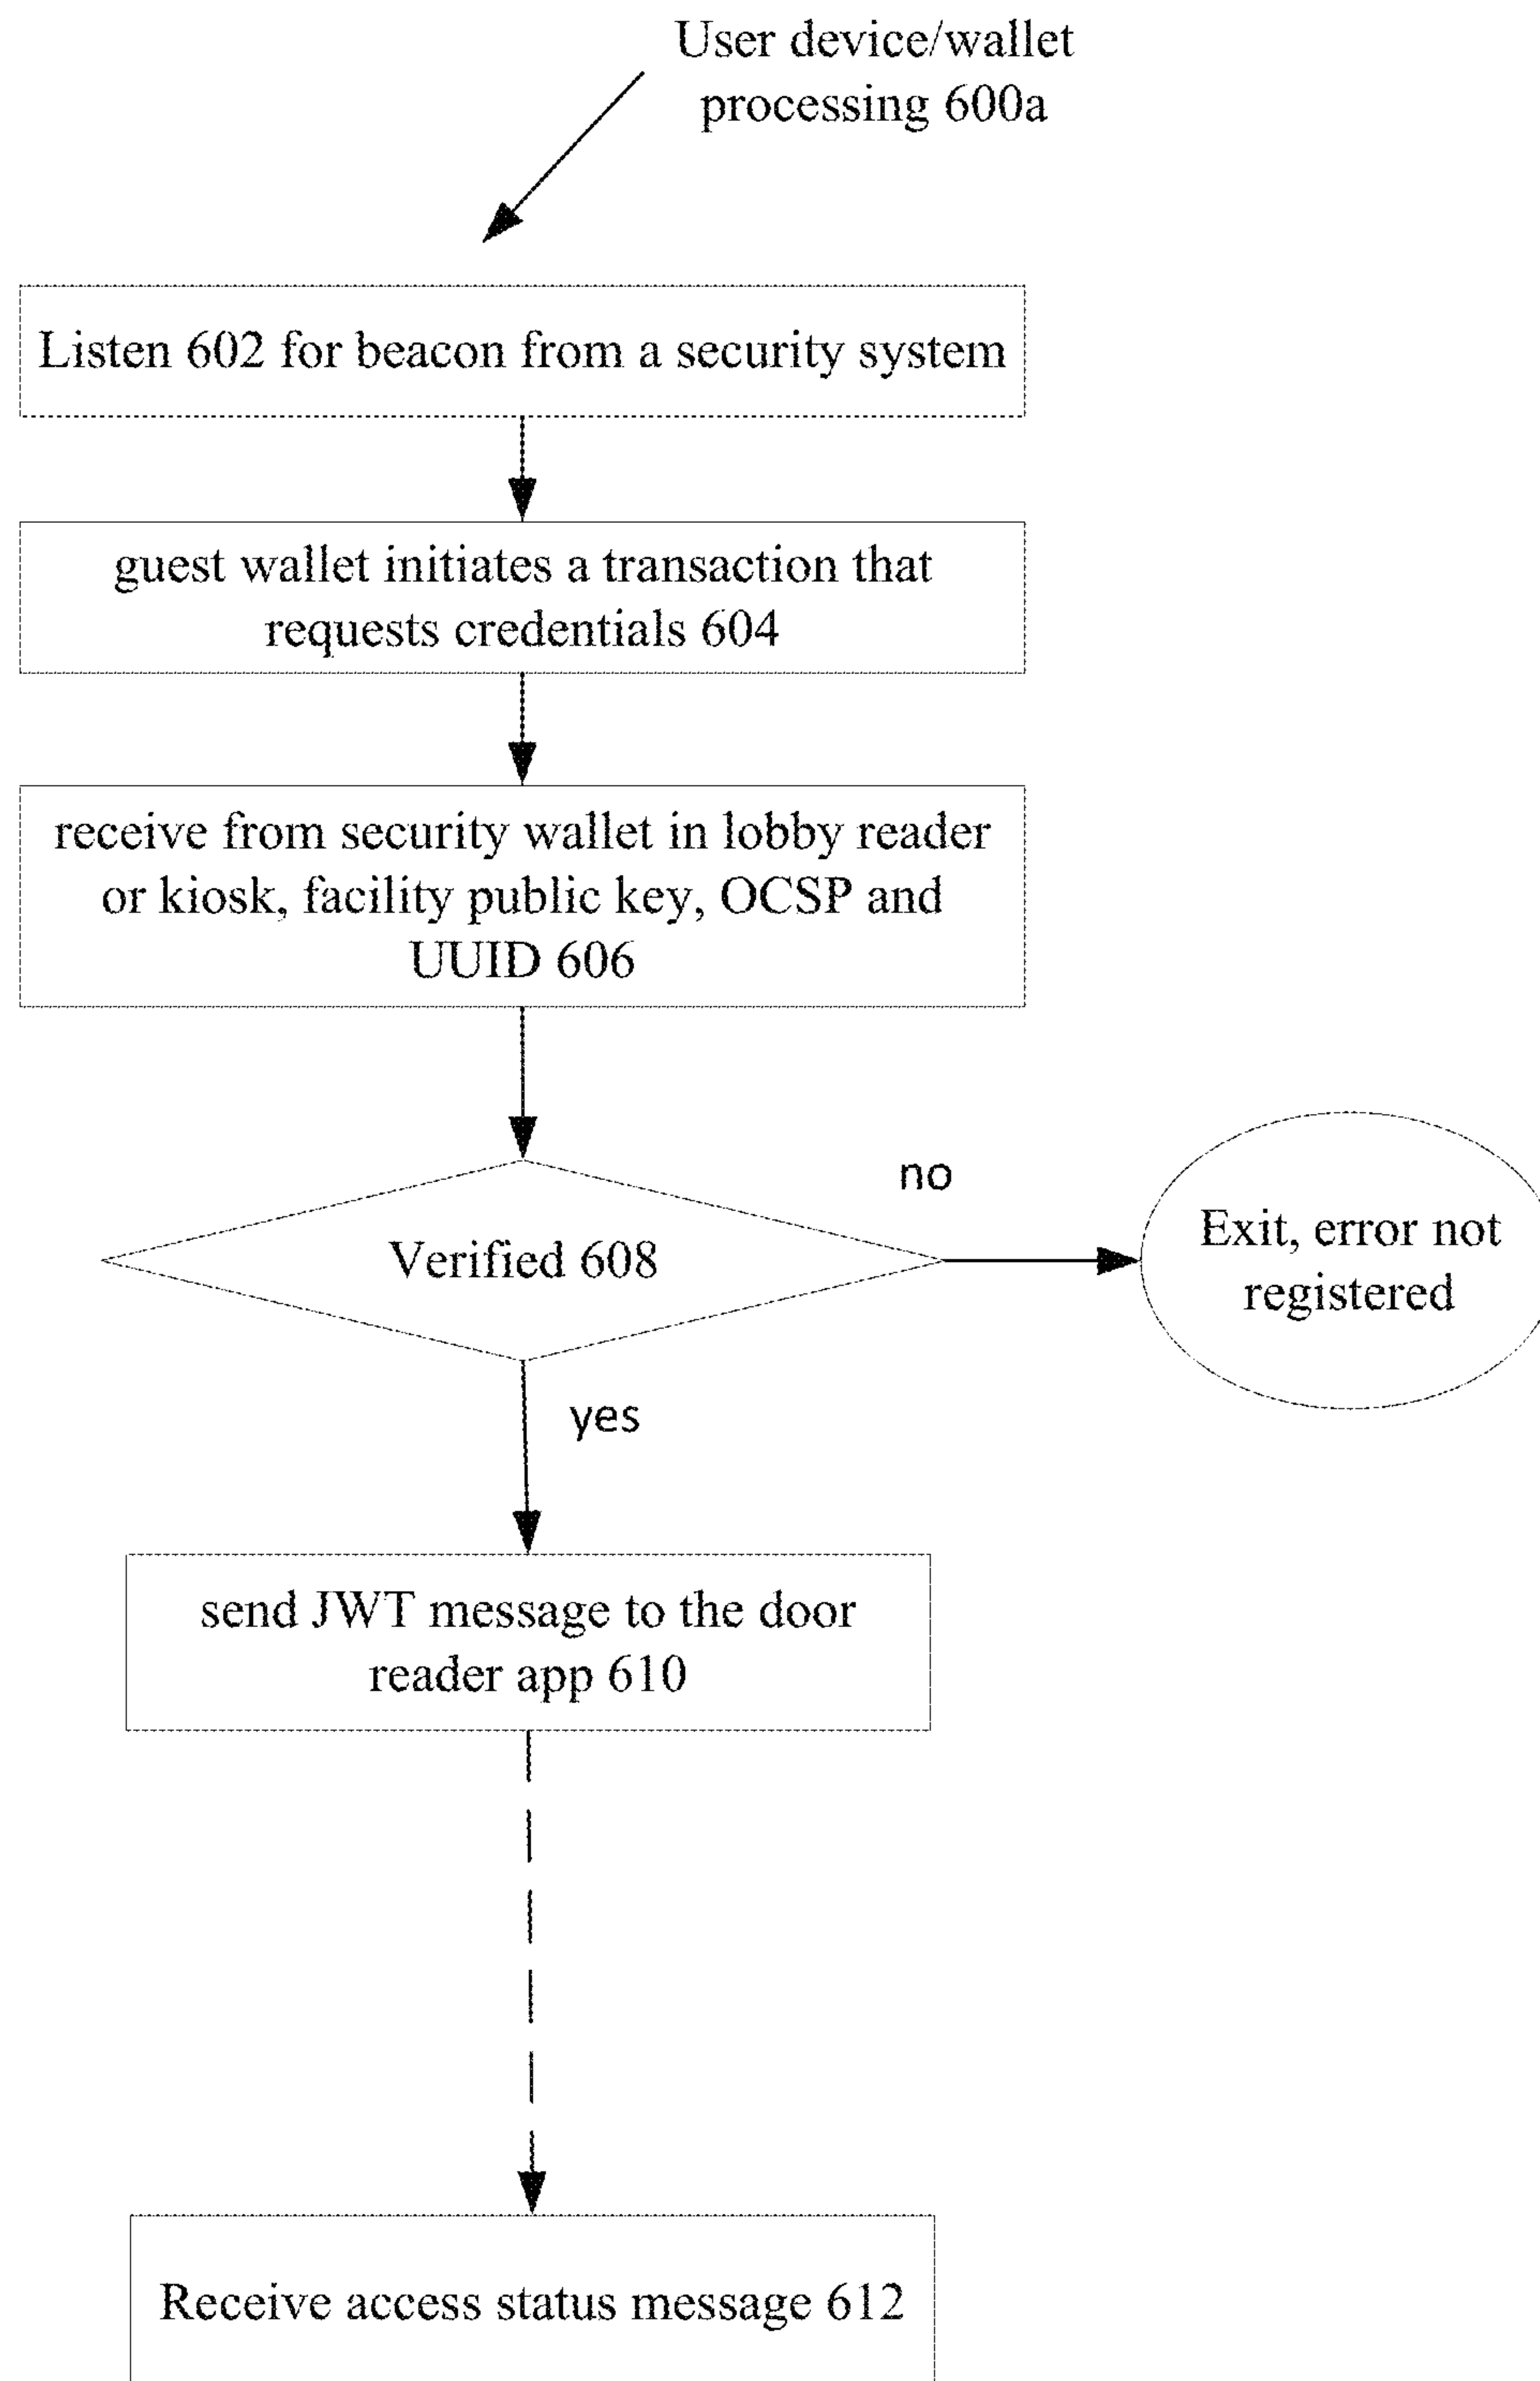 User device/wallet
processing 600a
Listen 602 for beacon from a security system
guest wallet initiates a transaction that
requests credentials 604
receive from security wallet in lobby reader
or kiosk, facility public key, OCSP and
UUID 606
no
Verified 608
Exit, error not
registered
yes
send JWT message to the door
reader app 610
Receive access status message 612